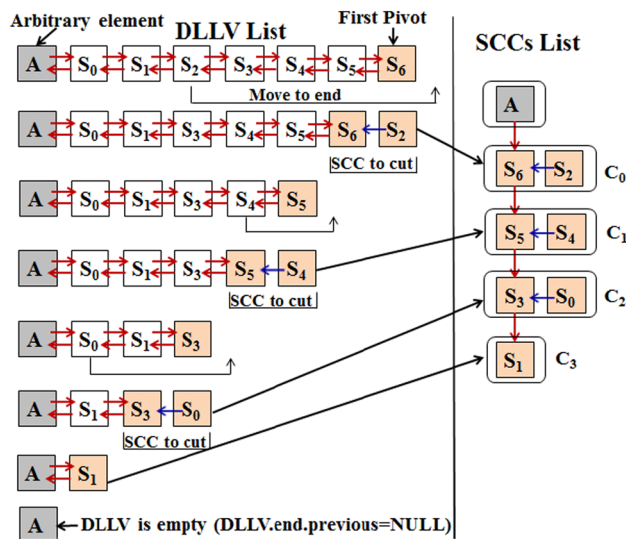 Arbitrary element
DLLV List
First Pivot
A S0 S1 S2 S3 S4 S5 S6
Move to end
A S0 S1 S3 S4 S5 S6 S2
SCC to cut
A S0 S1 S3 S4 S5
A S0 S1 S3 S5 S4
SCC to cut
A S0 S1 S3
A S1 S3 S0
SCC to cut
A S1
A DLLV is empty (DLLV.end.previous=NULL)
SCCs List
A
S6 S2 C0
S5 S4 C1
S3 S0 C2
S1 C3